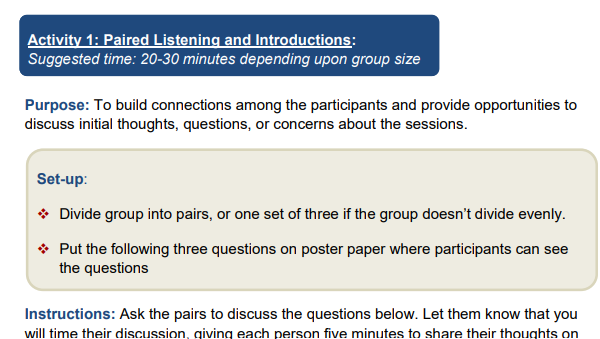 Activity 1: Paired Listening and Introductions:
Suggested time: 20-30 minutes depending upon group size
Purpose: To build connections among the participants and provide opportunities to
discuss initial thoughts, questions, or concerns about the sessions.
Set-up:
❖ Divide group into pairs, or one set of three if the group doesn’t divide evenly.
❖ Put the following three questions on poster paper where participants can see
the questions
Instructions: Ask the pairs to discuss the questions below. Let them know that you
will time their discussion, giving each person five minutes to share their thoughts on